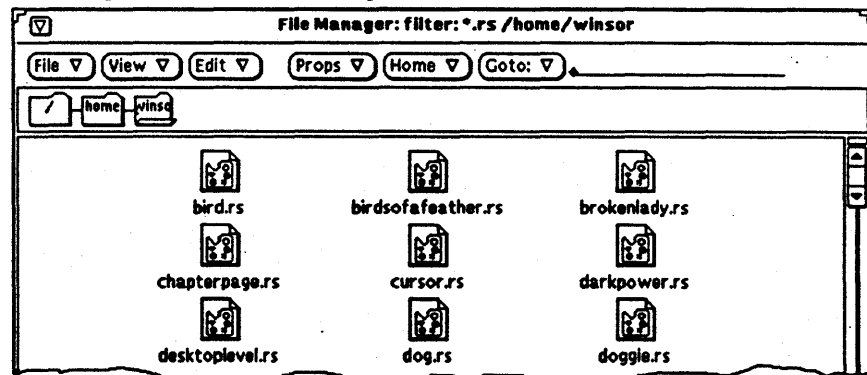 File Manager: filter: *.rs /home/winsor
File View Edit Props Home Goto:
/ home winso
bird.rs birdsofafeather.rs brokenlady.rs
chapterpage.rs cursor.rs darkpower.rs
desktoplevel.rs dog.rs doggie.rs